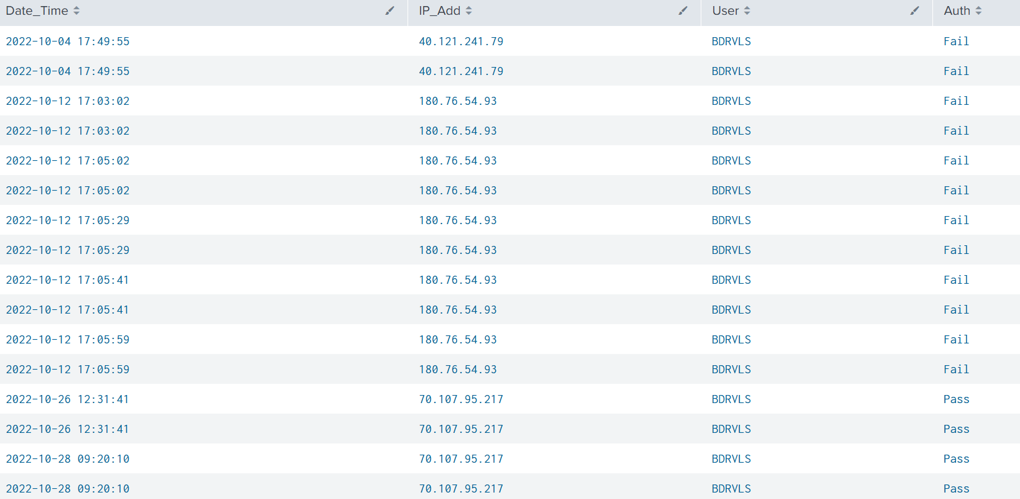 Date_Time IP_Add User Auth
2022-10-04 17:49:55 40.121.241.79 BDRVLS Fail
2022-10-04 17:49:55 40.121.241.79 BDRVLS Fail
2022-10-12 17:03:02 180.76.54.93 BDRVLS Fail
2022-10-12 17:03:02 180.76.54.93 BDRVLS Fail
2022-10-12 17:05:02 180.76.54.93 BDRVLS Fail
2022-10-12 17:05:02 180.76.54.93 BDRVLS Fail
2022-10-12 17:05:29 180.76.54.93 BDRVLS Fail
2022-10-12 17:05:29 180.76.54.93 BDRVLS Fail
2022-10-12 17:05:41 180.76.54.93 BDRVLS Fail
2022-10-12 17:05:41 180.76.54.93 BDRVLS Fail
2022-10-12 17:05:59 180.76.54.93 BDRVLS Fail
2022-10-12 17:05:59 180.76.54.93 BDRVLS Fail
2022-10-26 12:31:41 70.107.95.217 BDRVLS Pass
2022-10-26 12:31:41 70.107.95.217 BDRVLS Pass
2022-10-28 09:20:10 70.107.95.217 BDRVLS Pass
2022-10-28 09:20:10 70.107.95.217 BDRVLS Pass